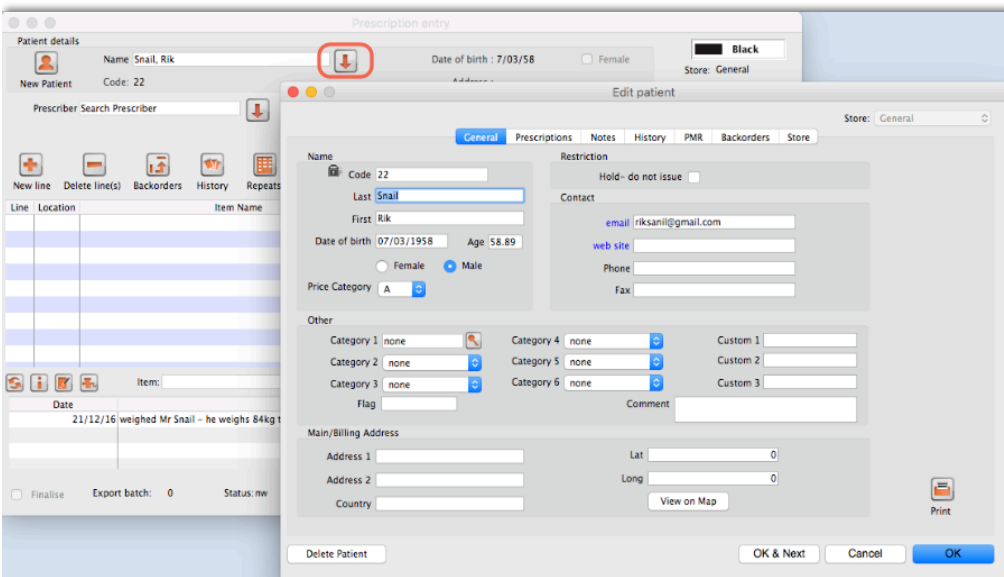 Prescription entry
Patient details
Name Snail, Rik
Date of birth : 7/03/58
Female
Black
Store: General
New Patient
Code: 22
Prescriber Search Prescriber
New line Delete line(s) Backorders History Repeats
Line Location Item Name
Item:
Date
21/12/16 weighed Mr Snail - he weighs 84kg
Finalise Export batch: 0 Status: nw
Edit patient
Store: General
General Prescriptions Notes History PMR Backorders Store
Name
Code 22
Last Snail
First Rik
Date of birth 07/03/1958 Age 58.89
Female Male
Price Category A
Restriction
Hold- do not issue
Contact
email riksanil@gmail.com
web site
Phone
Fax
Other
Category 1 none
Category 2 none
Category 3 none
Flag
Category 4 none
Category 5 none
Category 6 none
Custom 1
Custom 2
Custom 3
Comment
Main/Billing Address
Address 1
Address 2
Country
Lat 0
Long 0
View on Map
Print
Delete Patient
OK & Next
Cancel
OK